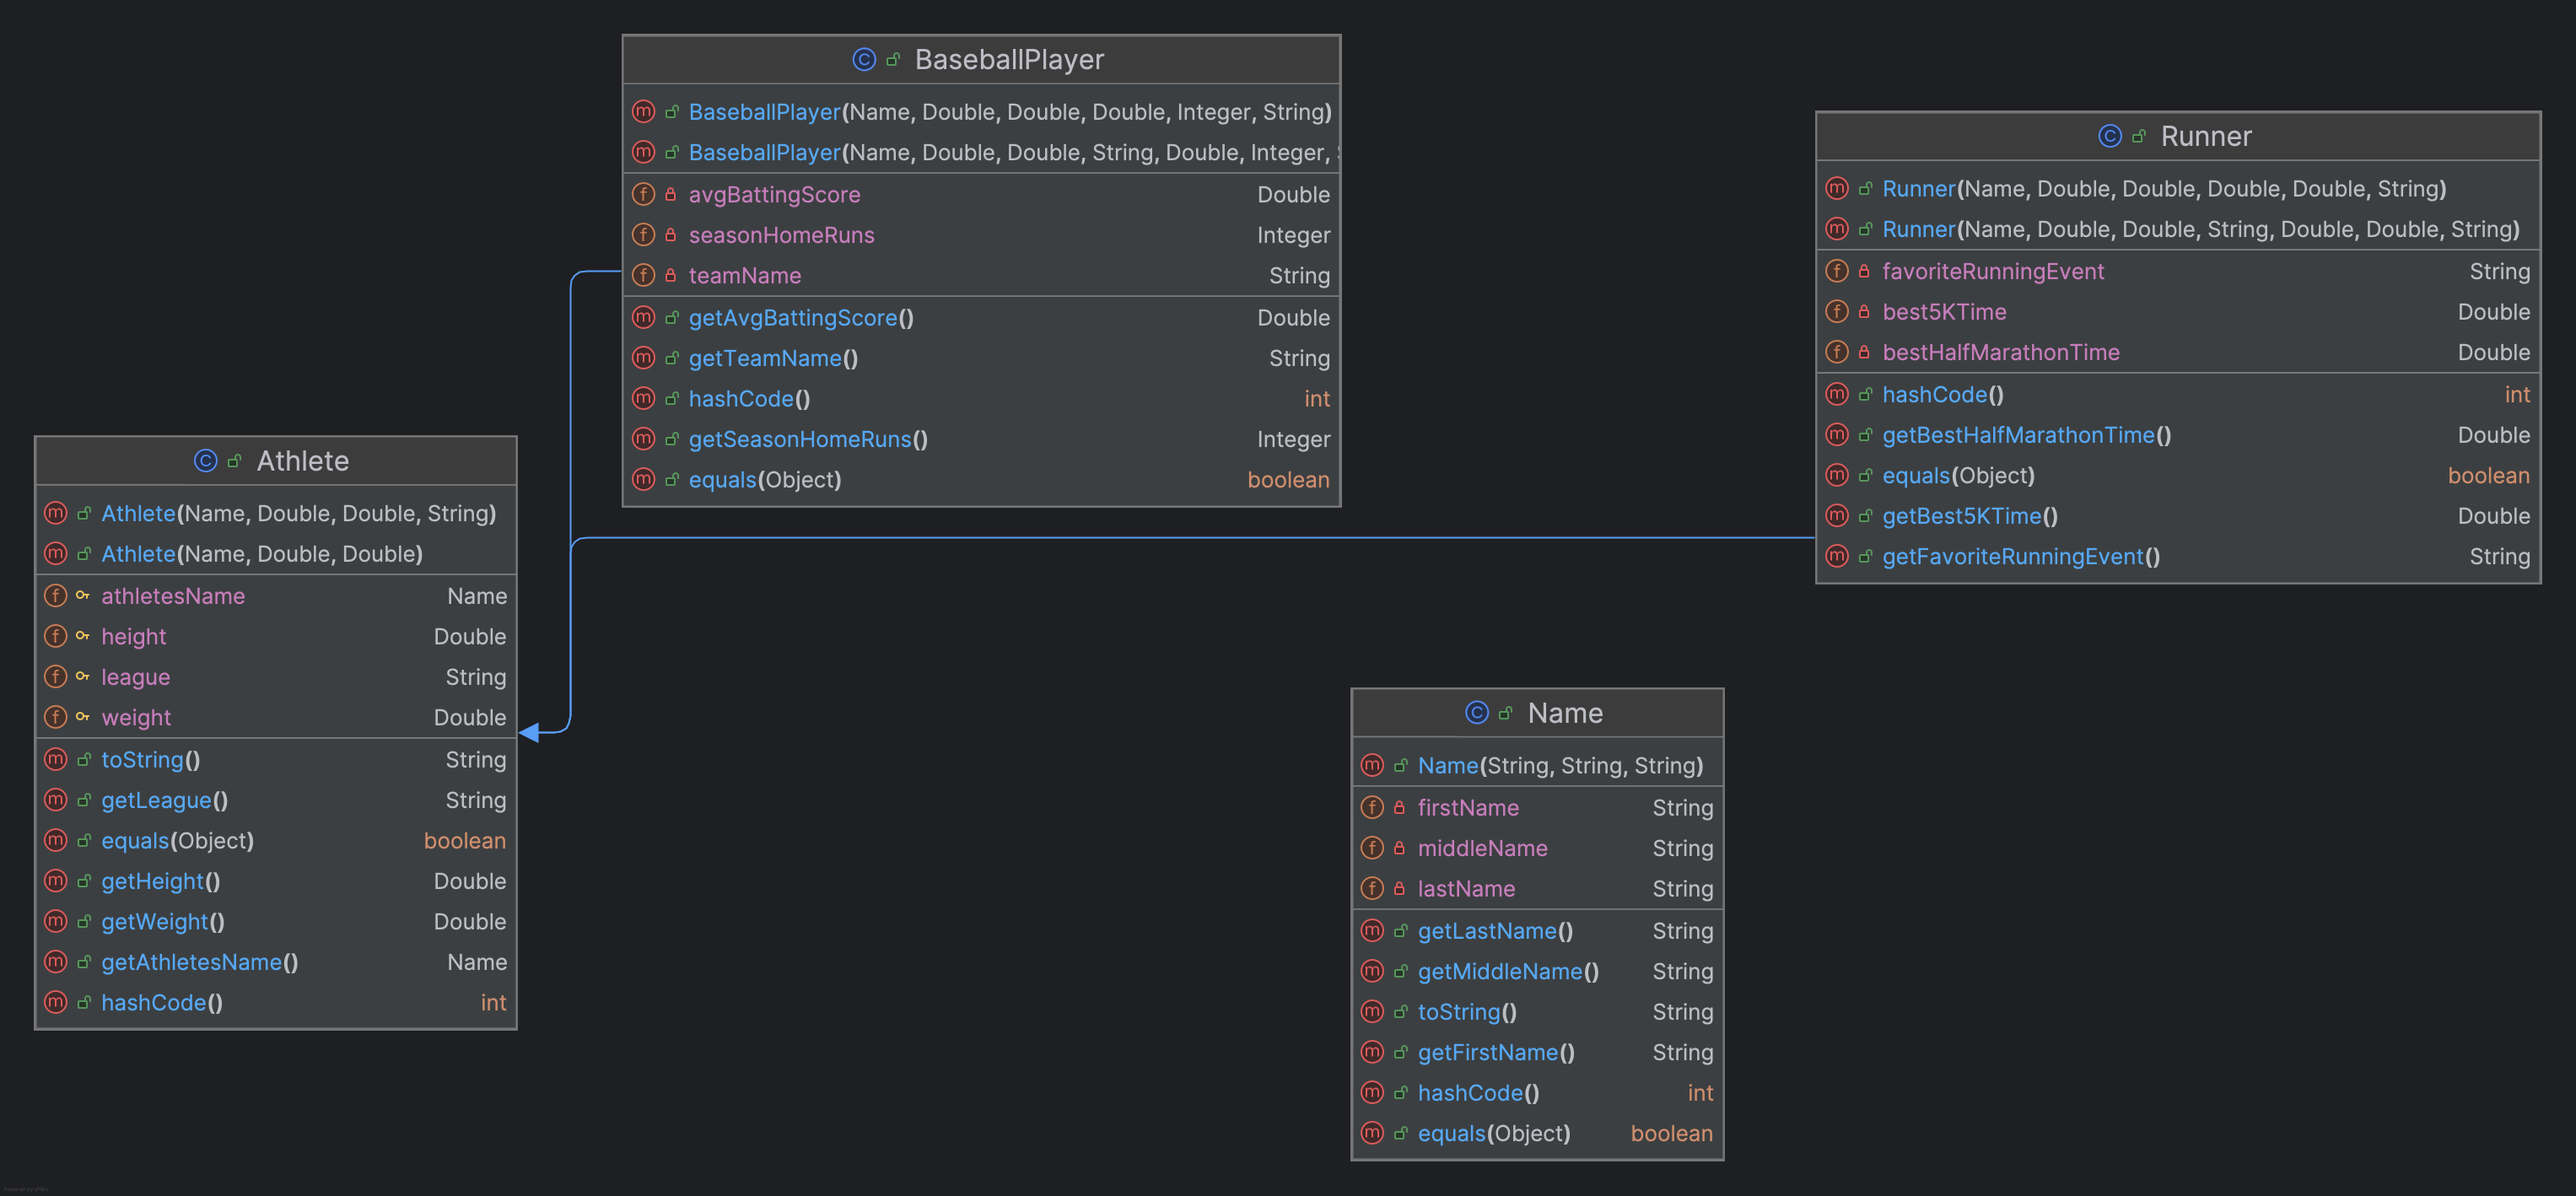 BaseballPlayer
BaseballPlayer(Name, Double, Double, Double, Integer, String)
BaseballPlayer(Name, Double, Double, String, Double, Integer,
avgBattingScore Double
seasonHomeRuns Integer
teamName String
getAvgBattingScore() Double
getTeamName() String
hashCode() int
getSeasonHomeRuns() Integer
equals(Object) boolean
Runner
Runner(Name, Double, Double, Double, Double, String)
Runner(Name, Double, Double, String, Double, Double, String)
favoriteRunningEvent String
best5KTime Double
bestHalfMarathonTime Double
hashCode() int
getBestHalfMarathonTime() Double
equals(Object) boolean
getBest5KTime() Double
getFavoriteRunningEvent() String
Athlete
Athlete(Name, Double, Double, String)
Athlete(Name, Double, Double)
athletesName Name
height Double
league String
weight Double
toString() String
getLeague() String
equals(Object) boolean
getHeight() Double
getWeight() Double
getAthletesName() Name
hashCode() int
Name
Name(String, String, String)
firstName String
middleName String
lastName String
getLastName() String
getMiddleName() String
toString() String
getFirstName() String
hashCode() int
equals(Object) boolean